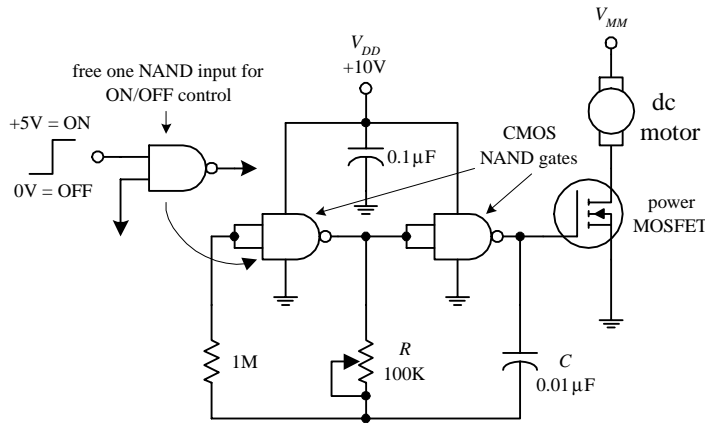 V_MM
V_DD
+10V
free one NAND input for
ON/OFF control
+5V = ON
0V = OFF
0.1μF
CMOS
NAND gates
dc
motor
power
MOSFET
1M
R
100K
C
0.01μF